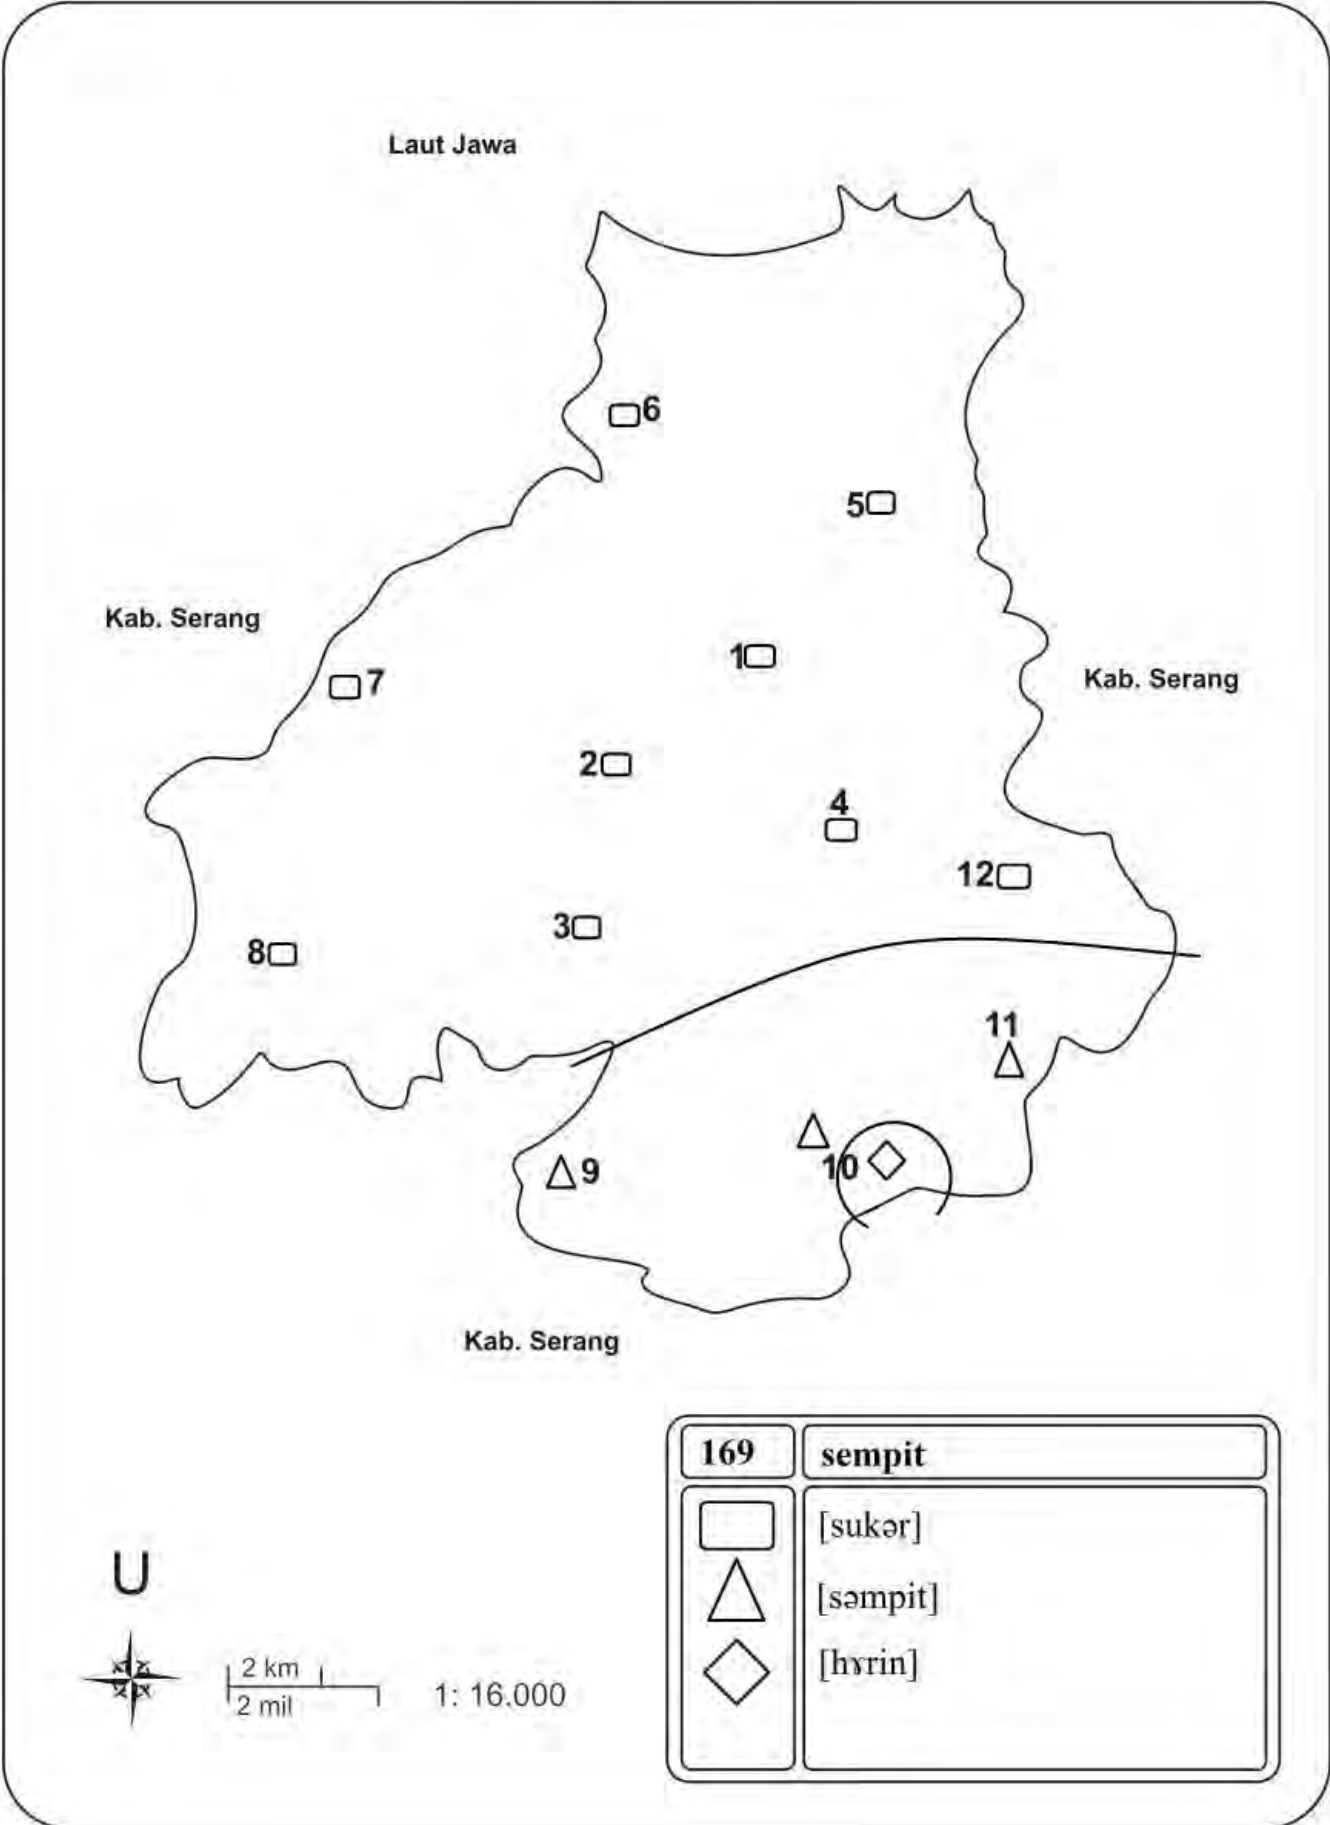 Laut Jawa
6
5
Kab. Serang
1
7
Kab. Serang
2
4
12
3
8
11
10
9
Kab. Serang
169 sempit
[sukər]
[səmpit]
[hɤrin]
U
2 km
2 mil
1: 16.000